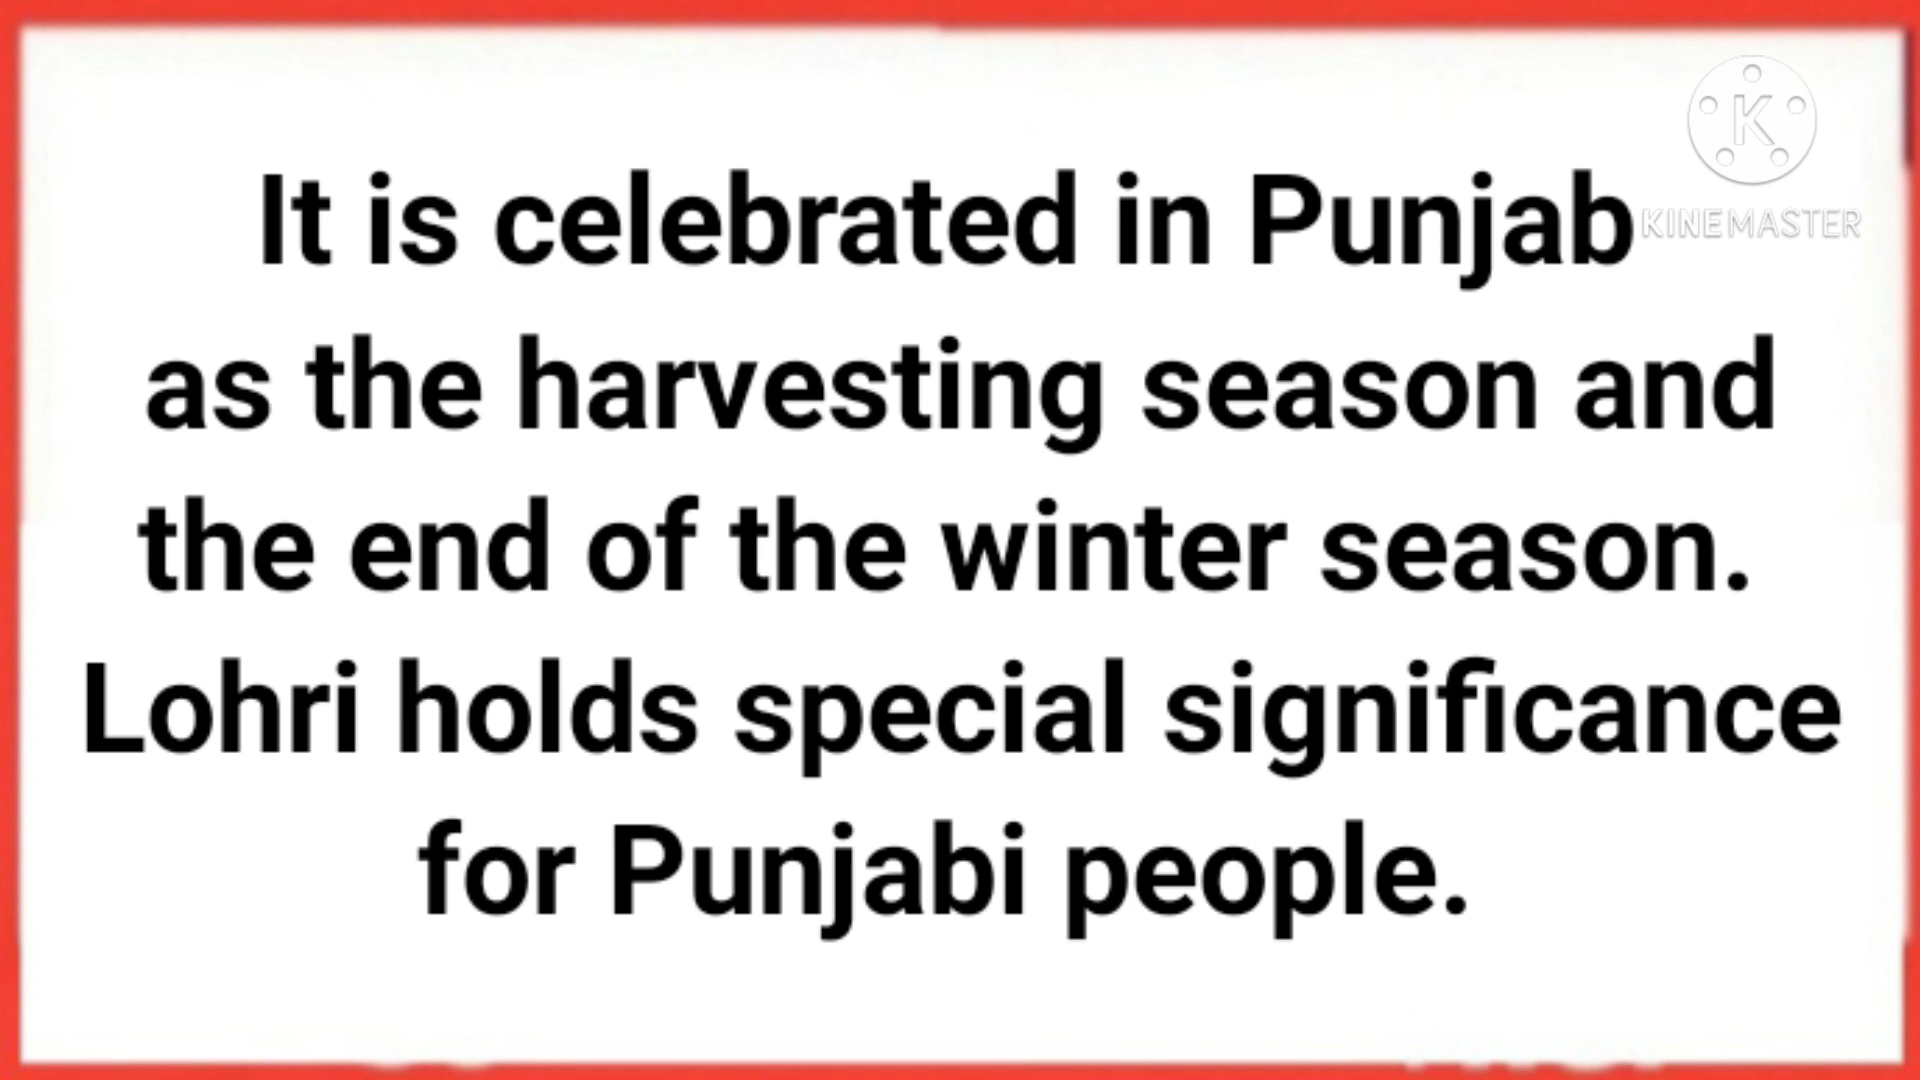 It is celebrated in Punjab
as the harvesting season and
the end of the winter season.
Lohri holds special significance
for Punjabi people.
K
KINEMASTER